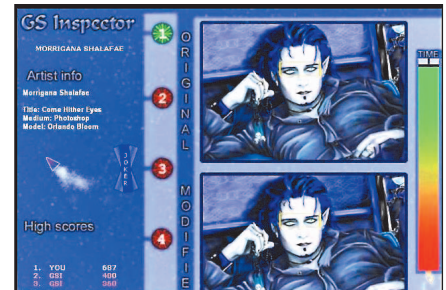 GS Inspector
MORRIGANA SHALAFAE
Artist info
Morrigana Shalafae
Title: Come Hither Eyes
Medium: Photoshop
Model: Orlando Bloom
JOKER
High scores
1. YOU 687
2. GSI 400
3. GSI 360
1
2
3
4
ORIGINAL
MODIFIE
TIME